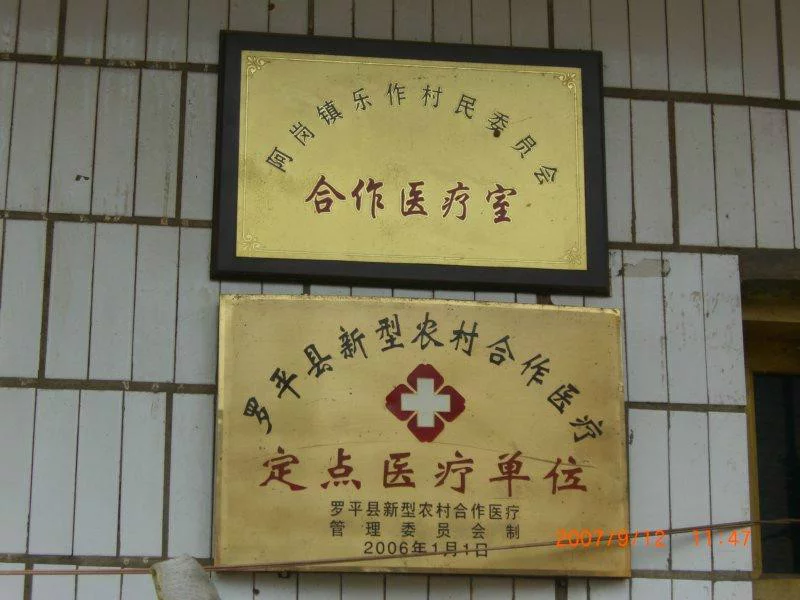 阿岗镇乐作村民委员会
合作医疗室
罗平县新型农村合作医疗
定点医疗单位
罗平县新型农村合作医疗
管理委员会制
2006年1月1日
2007/9/12 11:47